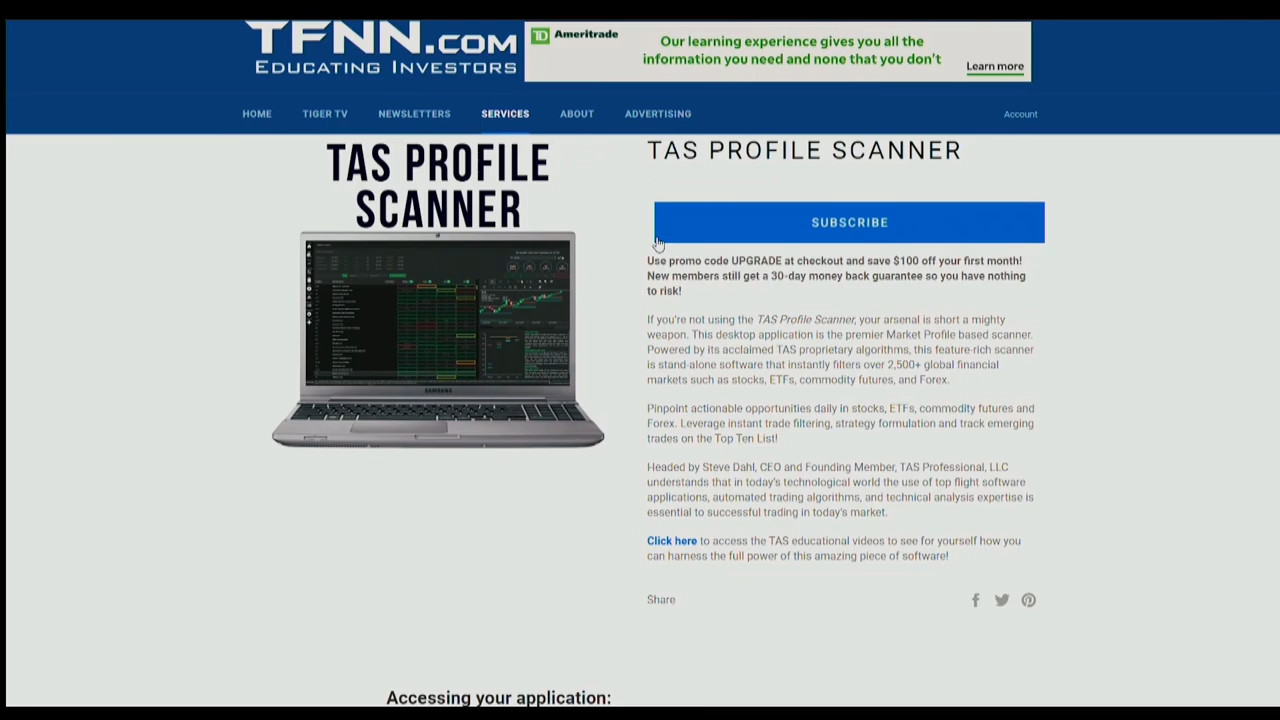 TFNN.COM
EDUCATING INVESTORS
TD Ameritrade
Our learning experience gives you all the
information you need and none that you don't
Learn more
HOME
TIGER TV
NEWSLETTERS
SERVICES
ABOUT
ADVERTISING
Account
TAS PROFILE
SCANNER
SAMSUNG
TAS PROFILE SCANNER
SUBSCRIBE
Use promo code UPGRADE at checkout and save $100 off your first month!
New members still get a 30-day money back guarantee so you have nothing
to risk!
If you're not using the TAS Profile Scanner, your arsenal is short a mighty
weapon. This desktop application is the premier Market Profile based scanner.
Powered by its acclaimed TAS proprietary algorithms, this feature-rich scanner
is stand-alone software that instantly filters over 2,500+ global financial
markets such as stocks, ETFs, commodity futures, and Forex.
Pinpoint actionable opportunities daily in stocks, ETFs, commodity futures and
Forex. Leverage instant trade filtering, strategy formulation and track emerging
trades on the Top Ten List!
Headed by Steve Dahl, CEO and Founding Member, TAS Professional, LLC
understands that in today's technological world the use of top flight software
applications, automated trading algorithms, and technical analysis expertise is
essential to successful trading in today's market.
Click here to access the TAS educational videos to see for yourself how you
can harness the full power of this amazing piece of software!
Share
Accessing your application: